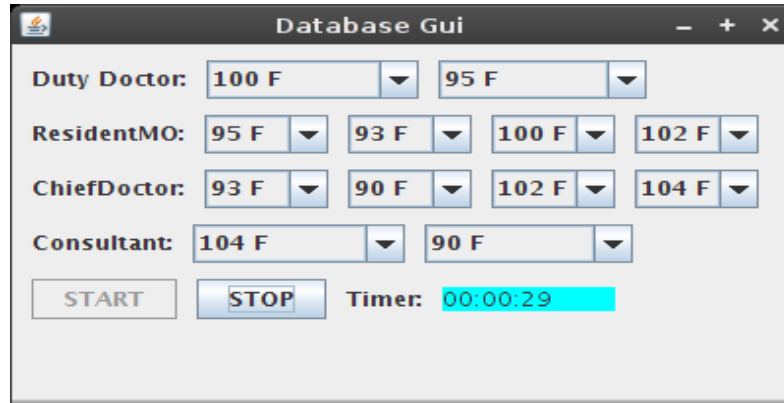 Database Gui
Duty Doctor: 100 F 95 F
ResidentMO: 95 F 93 F 100 F 102 F
ChiefDoctor: 93 F 90 F 102 F 104 F
Consultant: 104 F 90 F
START STOP Timer: 00:00:29